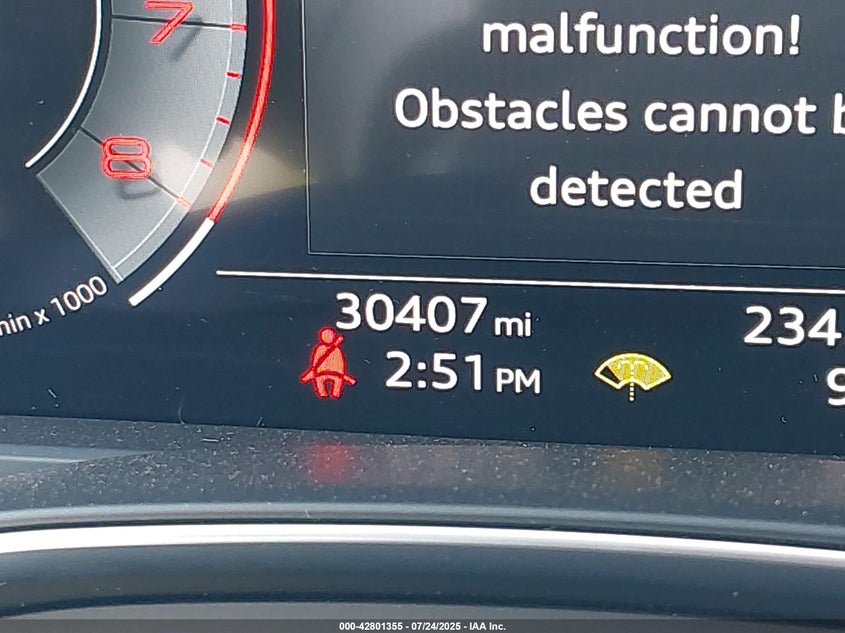 malfunction!
Obstacles cannot b
detected
7
8
min x 1000
30407 mi
234
2:51 PM
9
000-42801355 - 07/24/2025 - IAA Inc.